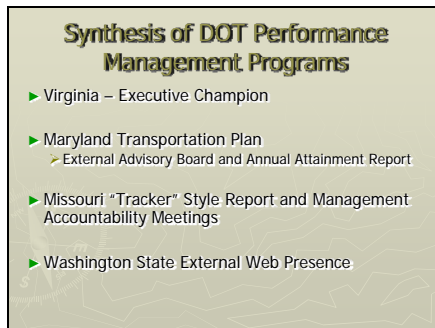 Synthesis of DOT Performance
Management Programs
► Virginia – Executive Champion
► Maryland Transportation Plan
➢ External Advisory Board and Annual Attainment Report
► Missouri "Tracker" Style Report and Management
Accountability Meetings
► Washington State External Web Presence